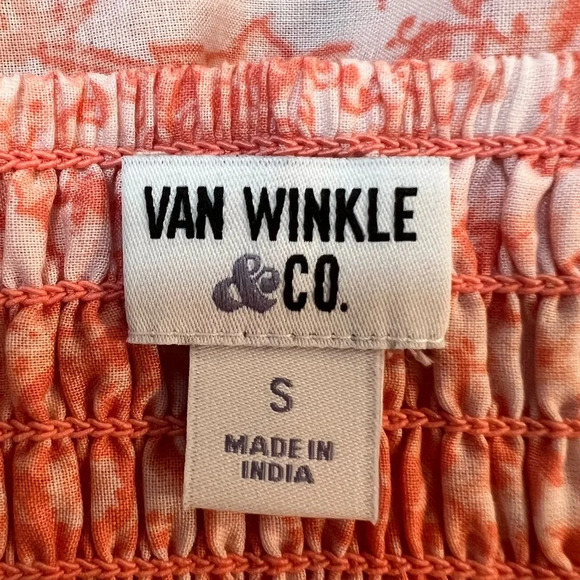 VAN WINKLE
&CO.
S
MADE IN
INDIA